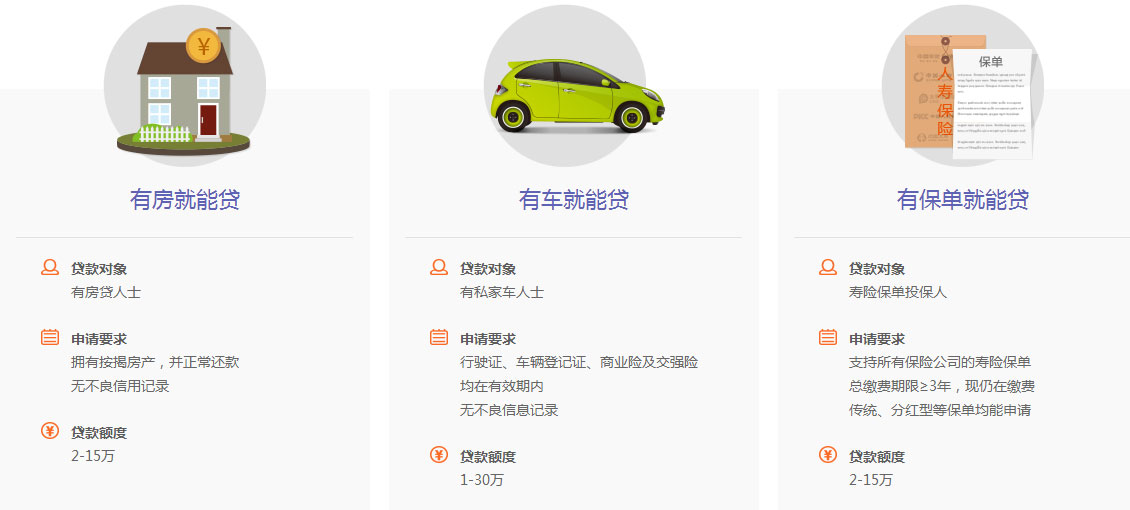 ¥
保单
人寿保险
有房就能贷
贷款对象
有房贷人士
申请要求
拥有按揭房产，并正常还款
无不良信用记录
贷款额度
2-15万
有车就能贷
贷款对象
有私家车人士
申请要求
行驶证、车辆登记证、商业险及交强险
均在有效期内
无不良信息记录
贷款额度
1-30万
有保单就能贷
贷款对象
寿险保单投保人
申请要求
支持所有保险公司的寿险保单
总缴费期限≥3年，现仍在缴费
传统、分红型等保单均能申请
贷款额度
2-15万